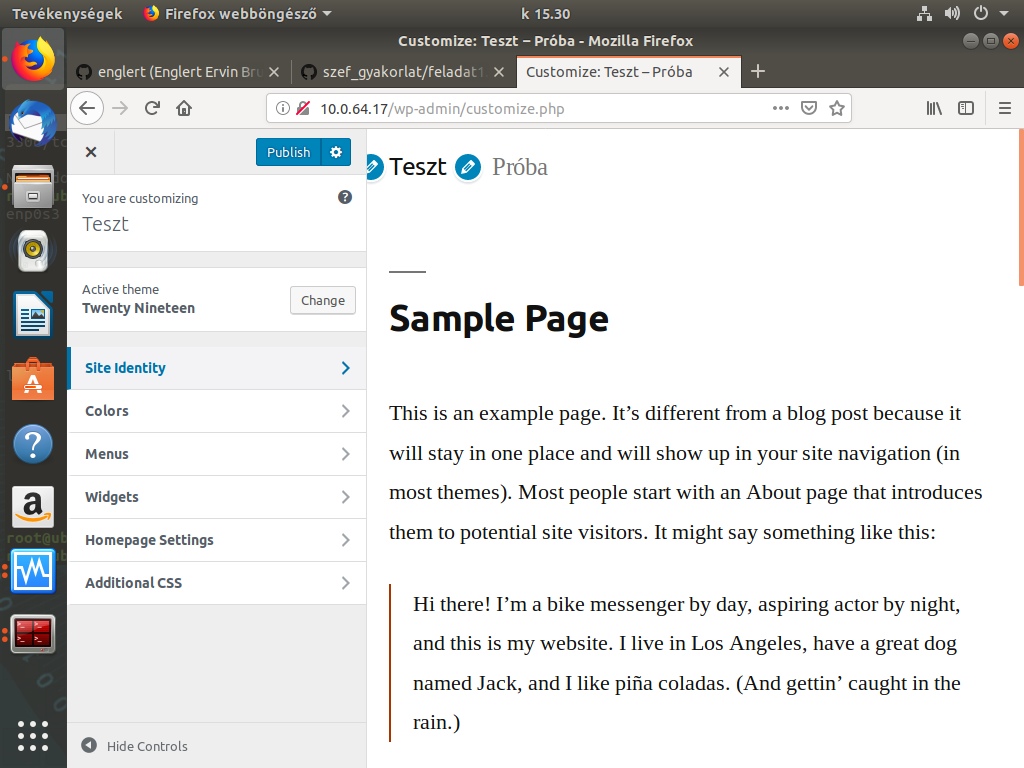 Tevékenységek
Firefox webböngésző
k 15.30
Customize: Teszt – Próba - Mozilla Firefox
englert (Englert Ervin Bru
szef_gyakorlat/feladat1
Customize: Teszt – Próba
10.0.64.17/wp-admin/customize.php
Publish
You are customizing
Teszt
Active theme
Twenty Nineteen
Change
Site Identity
Colors
Menus
Widgets
Homepage Settings
Additional CSS
Hide Controls
Teszt
Próba
Sample Page
This is an example page. It’s different from a blog post because it
will stay in one place and will show up in your site navigation (in
most themes). Most people start with an About page that introduces
them to potential site visitors. It might say something like this:
Hi there! I’m a bike messenger by day, aspiring actor by night,
and this is my website. I live in Los Angeles, have a great dog
named Jack, and I like piña coladas. (And gettin’ caught in the
rain.)
enp0s3
root@ub